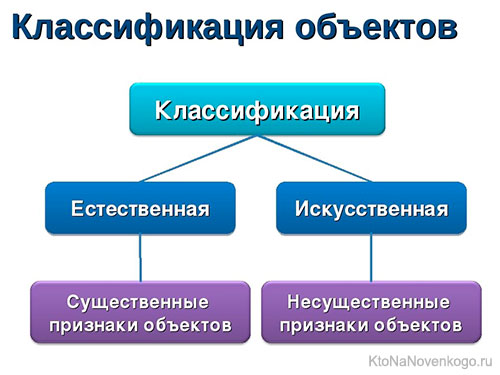 Классификация объектов
Классификация
Естественная
Искусственная
Существенные
признаки объектов
Несущественные
признаки объектов
KtoNaNovenkogo.ru